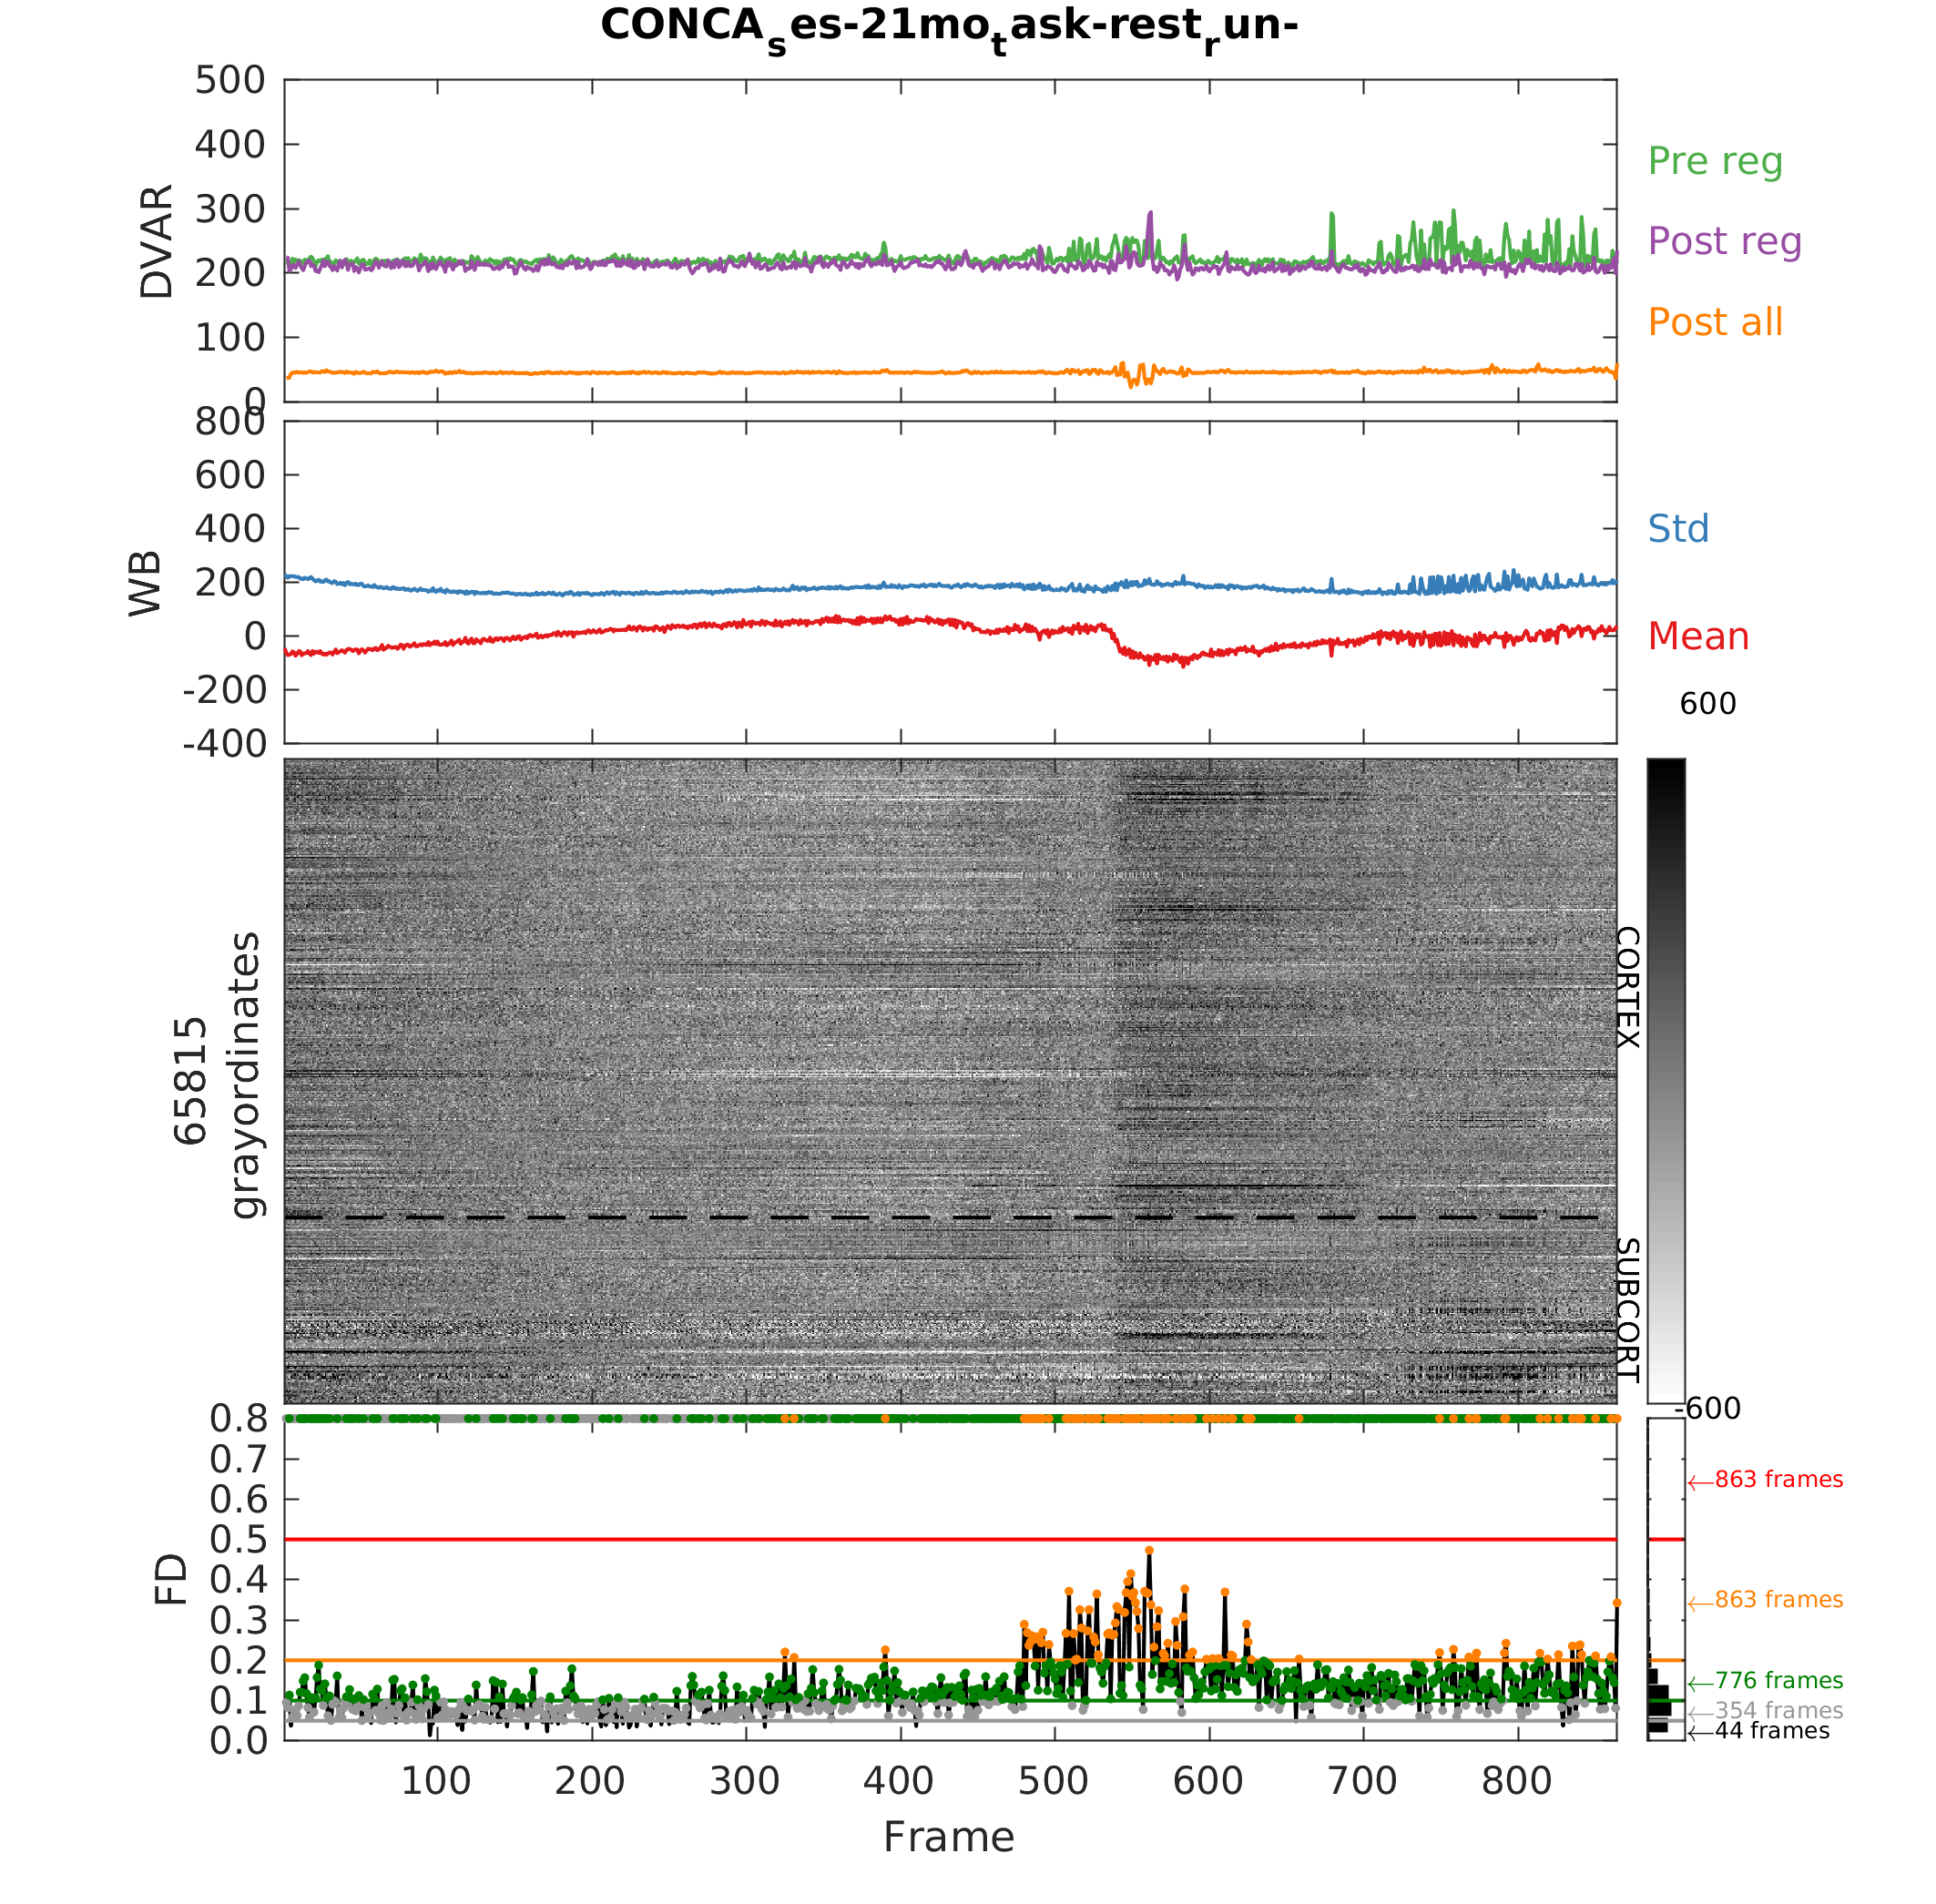 CONCAses-21motask-restrun-
500
400
300
200
100
0
DVAR
Pre reg
Post reg
Post all
800
600
400
200
0
-200
-400
WB
Std
Mean
600
65815
grayordinates
CORTEX
SUBCORT
-600
0.8
0.7
0.6
0.5
0.4
0.3
0.2
0.1
0.0
FD
←863 frames
←863 frames
←776 frames
←354 frames
←44 frames
100 200 300 400 500 600 700 800
Frame